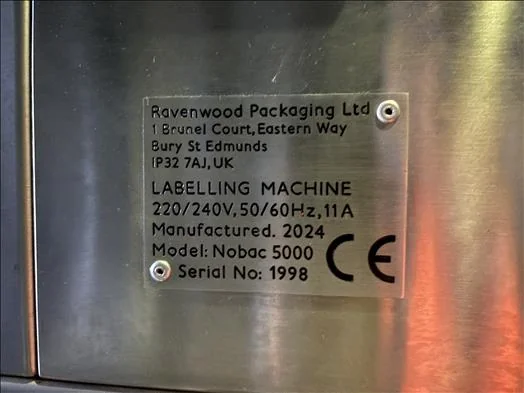 Ravenwood Packaging Ltd
1 Brunel Court, Eastern Way
Bury St Edmunds
IP32 7AJ, UK
LABELLING MACHINE
220/240V, 50/60Hz, 11A
Manufactured. 2024
Model: Nobac 5000
Serial No: 1998
CE